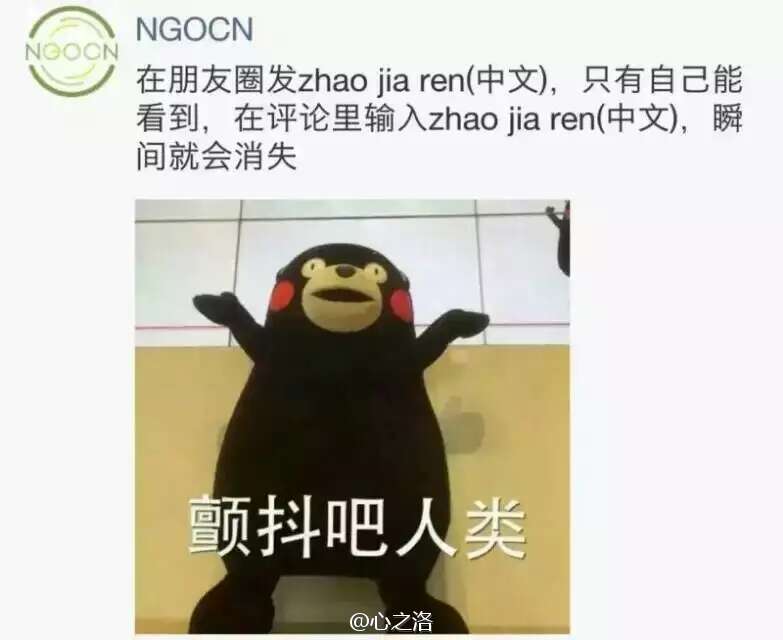 NGOCN
NGOCN
在朋友圈发zhao jia ren(中文)，只有自己能
看到，在评论里输入zhao jia ren(中文)，瞬
间就会消失
颤抖吧人类
@心之洛